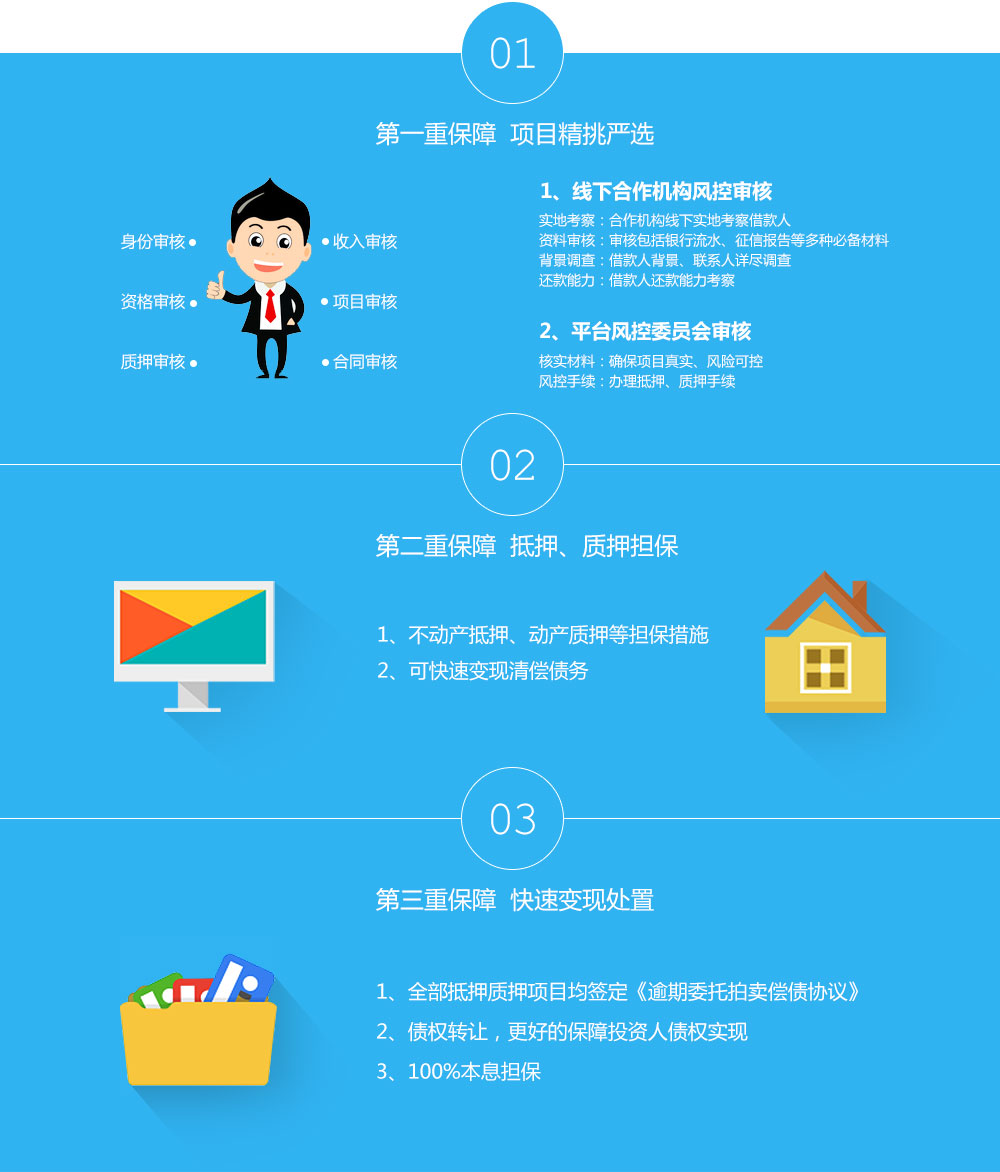 01
第一重保障 项目精挑严选
身份审核
收入审核
资格审核
项目审核
质押审核
合同审核
1、线下合作机构风控审核
实地考察：合作机构线下实地考察借款人
资料审核：审核包括银行流水、征信报告等多种必备材料
背景调查：借款人背景、联系人详尽调查
还款能力：借款人还款能力考察
2、平台风控委员会审核
核实材料：确保项目真实、风险可控
风控手续：办理抵押、质押手续
02
第二重保障 抵押、质押担保
1、不动产抵押、动产质押等担保措施
2、可快速变现清偿债务
03
第三重保障 快速变现处置
1、全部抵押质押项目均签定《逾期委托拍卖偿债协议》
2、债权转让，更好的保障投资人债权实现
3、100%本息担保